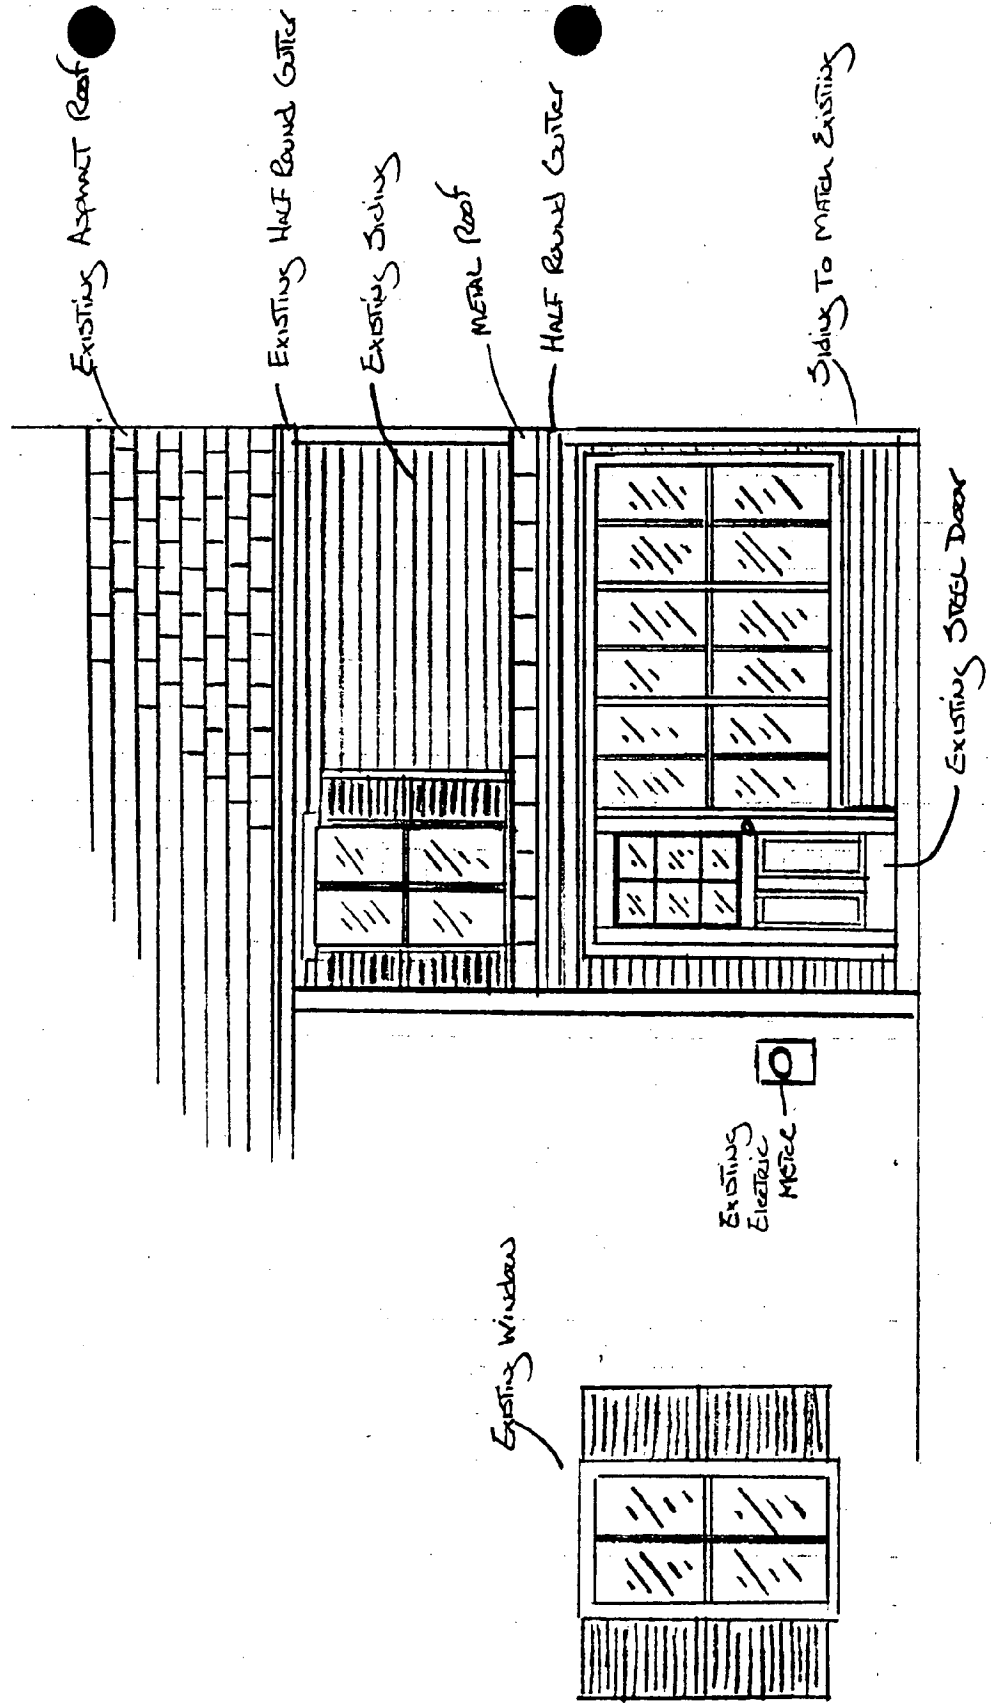 Existing Asphalt Roof
Existing Half Round Gutter
Existing Siding
Metal Roof
Half Round Gutter
Siding To Match Existing
Existing Steel Door
Existing
Electric
Meter
Existing Window